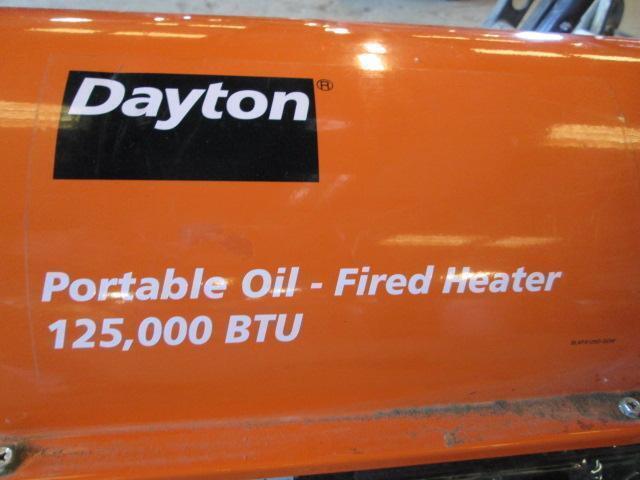 Dayton®
Portable Oil - Fired Heater
125,000 BTU